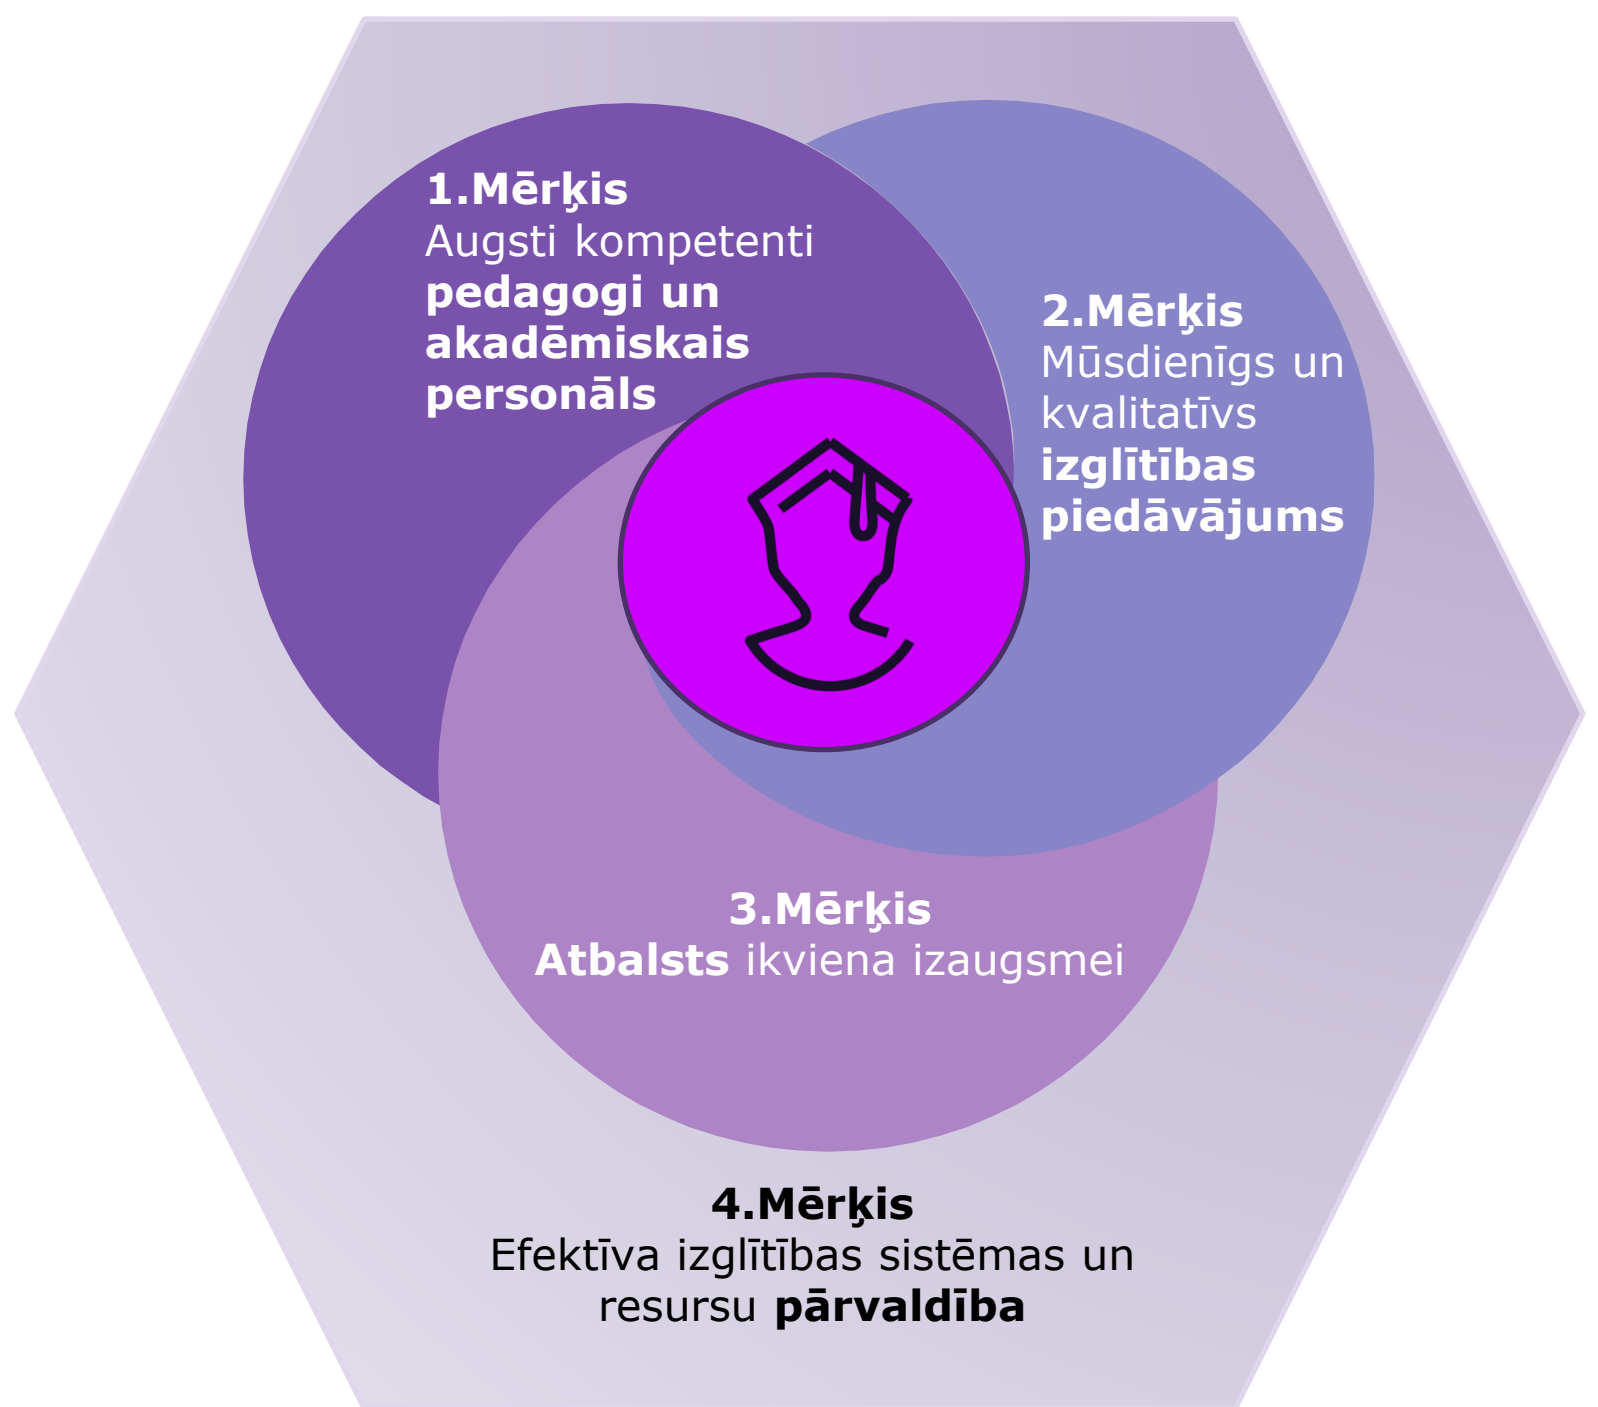 1.Mērķis
Augsti kompetenti
pedagogi un
akadēmiskais
personāls
2.Mērķis
Mūsdienīgs un
kvalitatīvs
izglītības
piedāvājums
3.Mērķis
Atbalsts ikviena izaugsmei
4.Mērķis
Efektīva izglītības sistēmas un
resursu pārvaldība